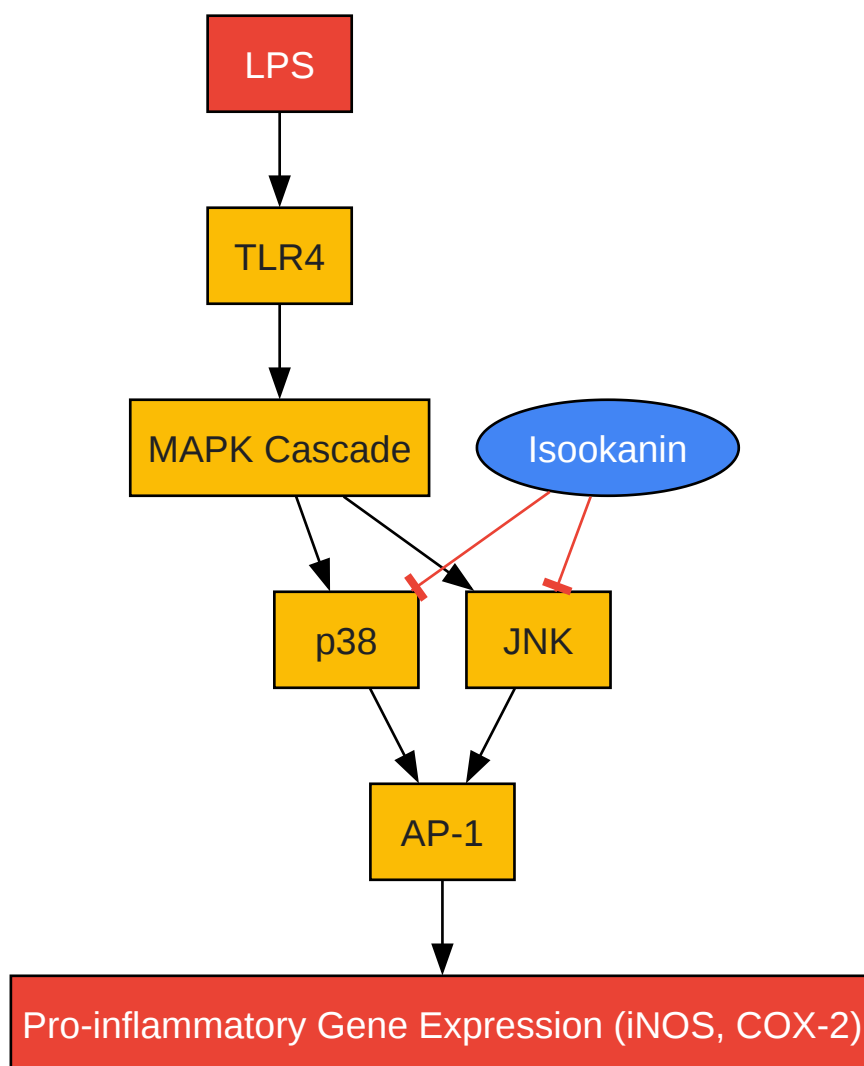 LPS
TLR4
MAPK Cascade
Isookanin
p38
JNK
AP-1
Pro-inflammatory Gene Expression (iNOS, COX-2)